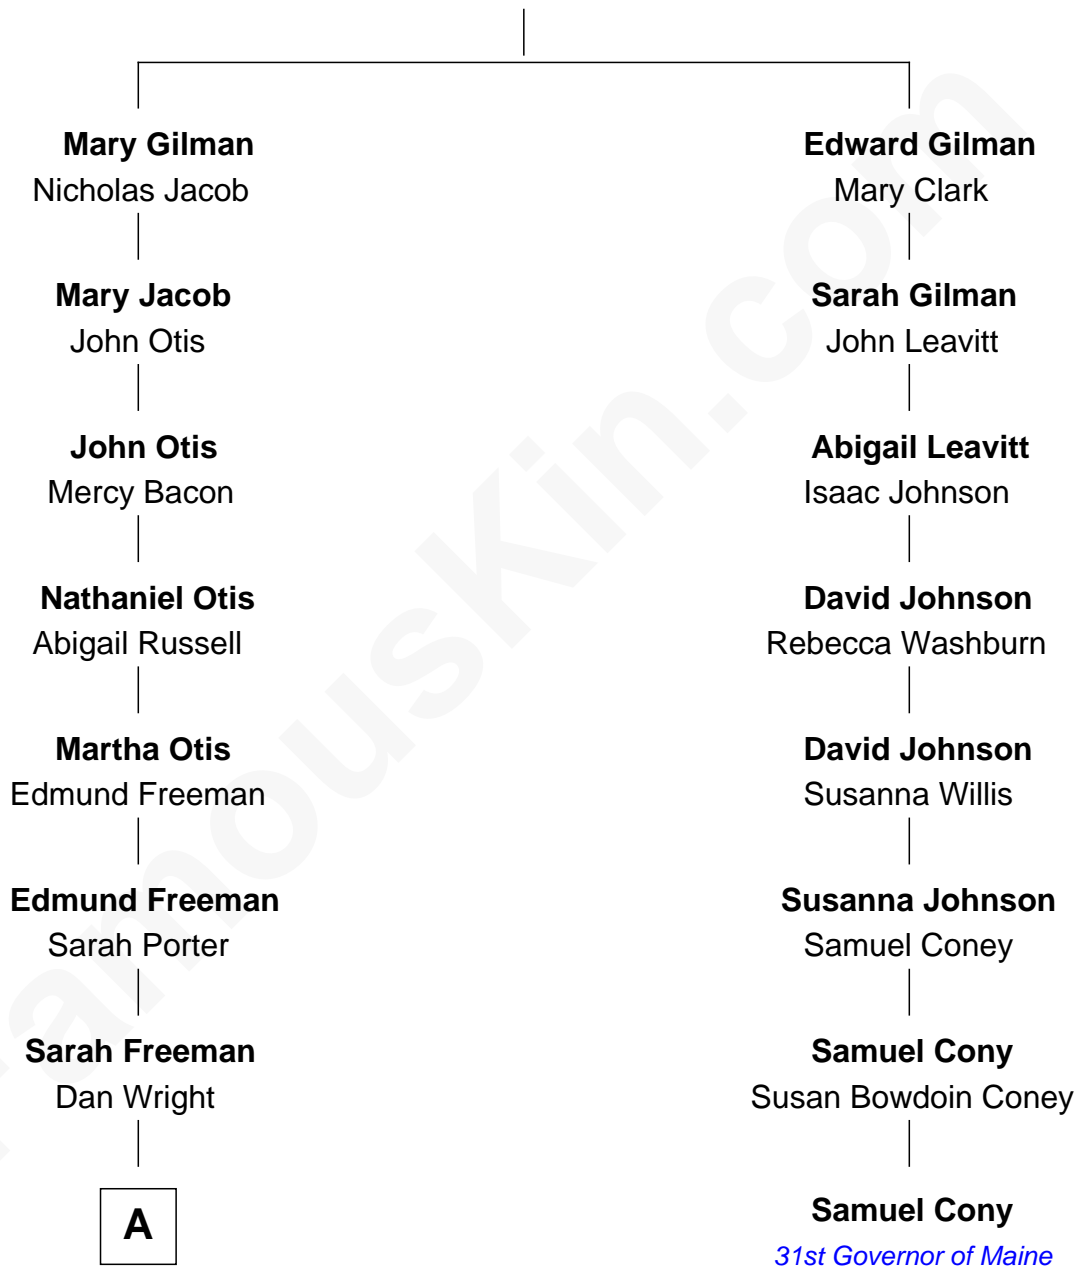 Mary Gilman
Nicholas Jacob
Mary Jacob
John Otis
John Otis
Mercy Bacon
Nathaniel Otis
Abigail Russell
Martha Otis
Edmund Freeman
Edmund Freeman
Sarah Porter
Sarah Freeman
Dan Wright
A
Edward Gilman
Mary Clark
Sarah Gilman
John Leavitt
Abigail Leavitt
Isaac Johnson
David Johnson
Rebecca Washburn
David Johnson
Susanna Willis
Susanna Johnson
Samuel Coney
Samuel Cony
Susan Bowdoin Coney
Samuel Cony
31st Governor of Maine
FamousKin.com